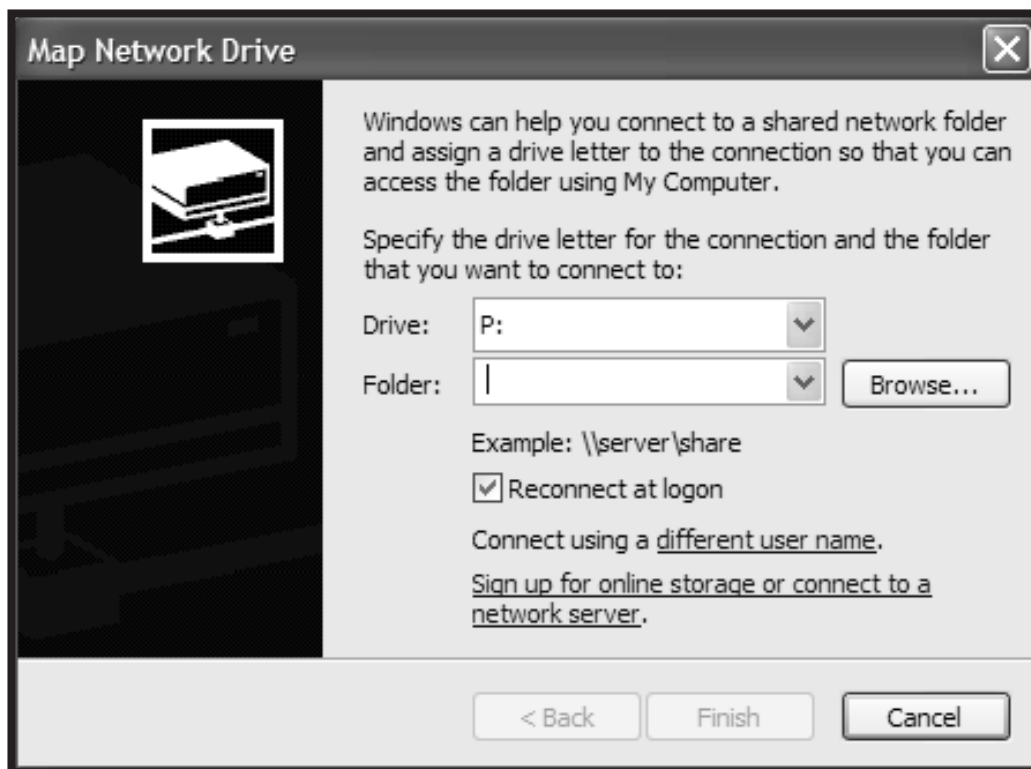 Map Network Drive
Windows can help you connect to a shared network folder
and assign a drive letter to the connection so that you can
access the folder using My Computer.
Specify the drive letter for the connection and the folder
that you want to connect to:
Drive: P:
Folder: Browse...
Example: \\server\share
Reconnect at logon
Connect using a different user name.
Sign up for online storage or connect to a
network server.
< Back Finish Cancel